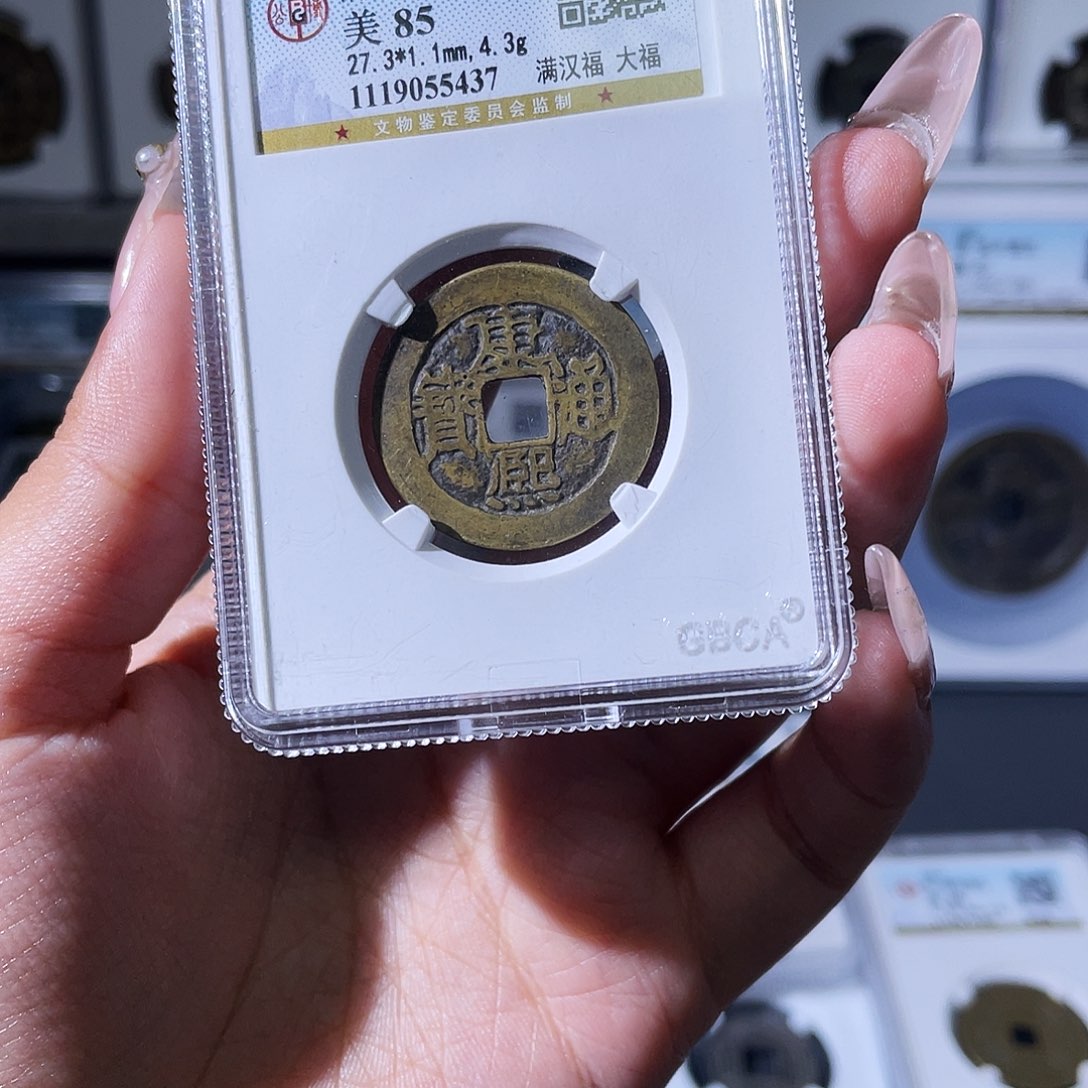 美 85
27.3*1.1mm, 4.3g
满汉福 大福
1119055437
★ 文物鉴定委员会监制 ★
康熙通寶
GBCA®